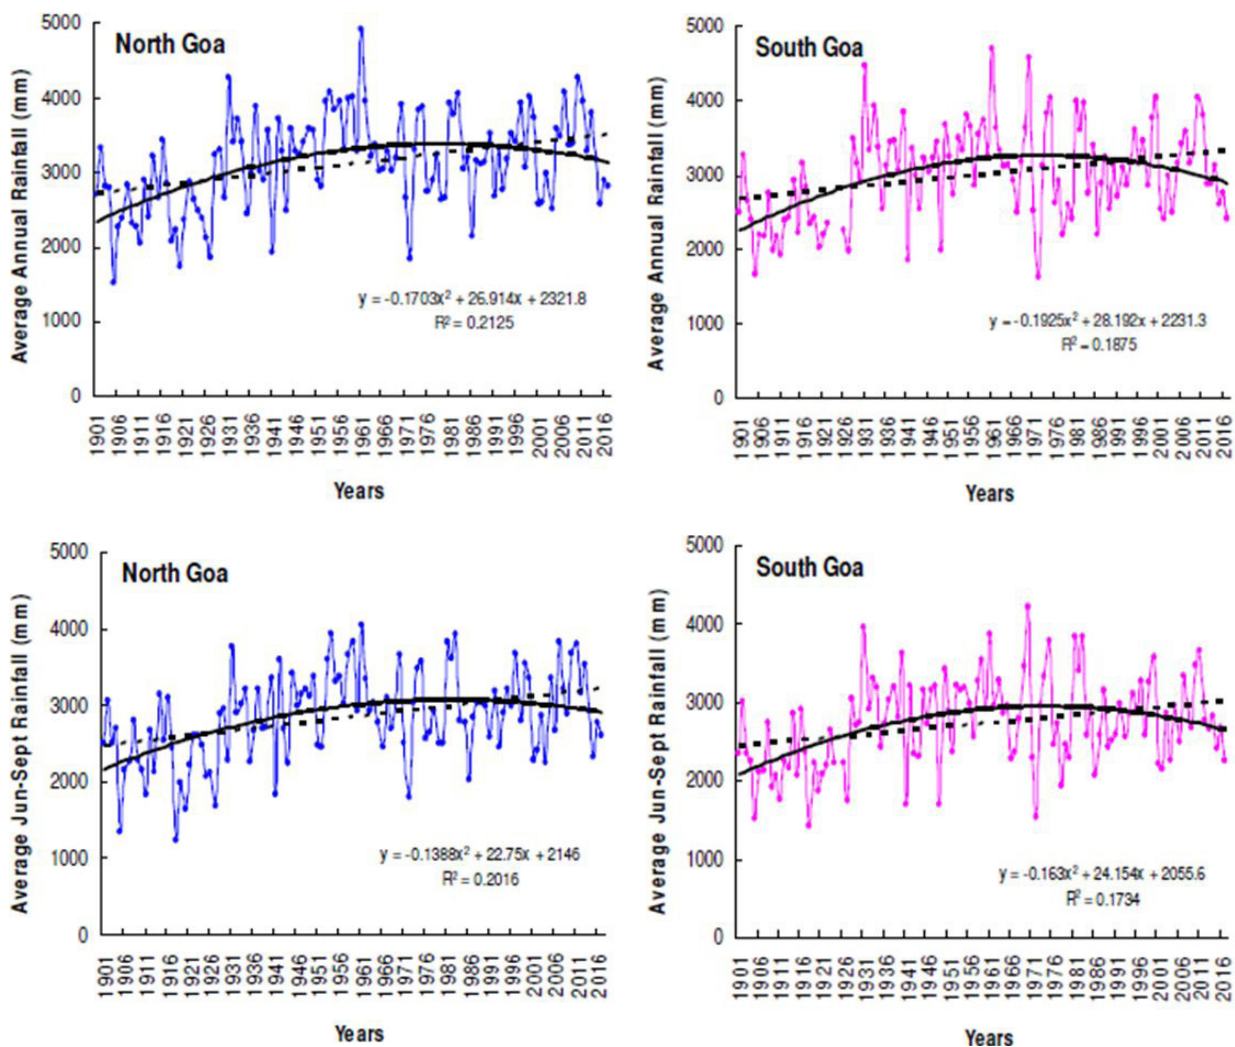 North Goa
Average Annual Rainfall (mm)
5000
4000
3000
2000
1000
0
y = -0.1703x² + 26.914x + 2321.8
R² = 0.2125
1901 1906 1911 1916 1921 1926 1931 1936 1941 1946 1951 1956 1961 1966 1971 1976 1981 1986 1991 1996 2001 2006 2011 2016
Years
South Goa
Average Annual Rainfall (mm)
5000
4000
3000
2000
1000
0
y = -0.1925x² + 28.192x + 2231.3
R² = 0.1875
1901 1906 1911 1916 1921 1926 1931 1936 1941 1946 1951 1956 1961 1966 1971 1976 1981 1986 1991 1996 2001 2006 2011 2016
Years
North Goa
Average Jun-Sept Rainfall (mm)
5000
4000
3000
2000
1000
0
y = -0.1388x² + 22.75x + 2146
R² = 0.2016
1901 1906 1911 1916 1921 1926 1931 1936 1941 1946 1951 1956 1961 1966 1971 1976 1981 1986 1991 1996 2001 2006 2011 2016
Years
South Goa
Average Jun-Sept Rainfall (mm)
5000
4000
3000
2000
1000
0
y = -0.163x² + 24.154x + 2055.6
R² = 0.1734
1901 1906 1911 1916 1921 1926 1931 1936 1941 1946 1951 1956 1961 1966 1971 1976 1981 1986 1991 1996 2001 2006 2011 2016
Years